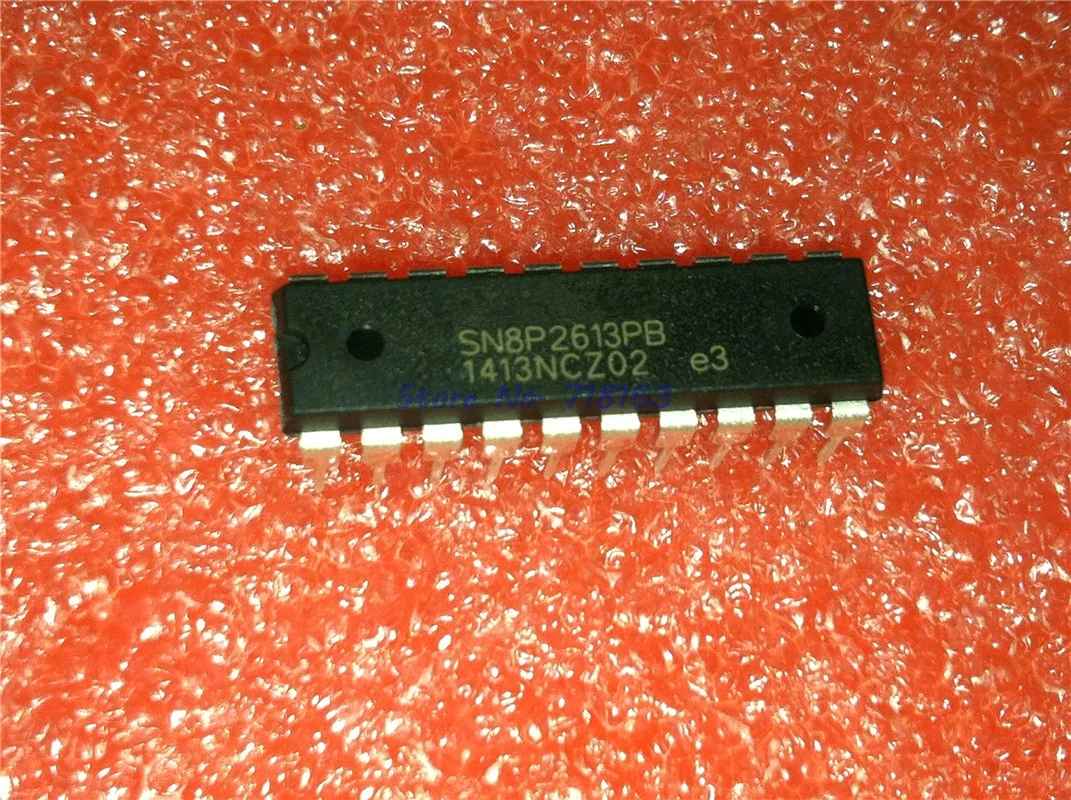 SN8P2613PB
1413NCZ02 e3
Store No: 718163